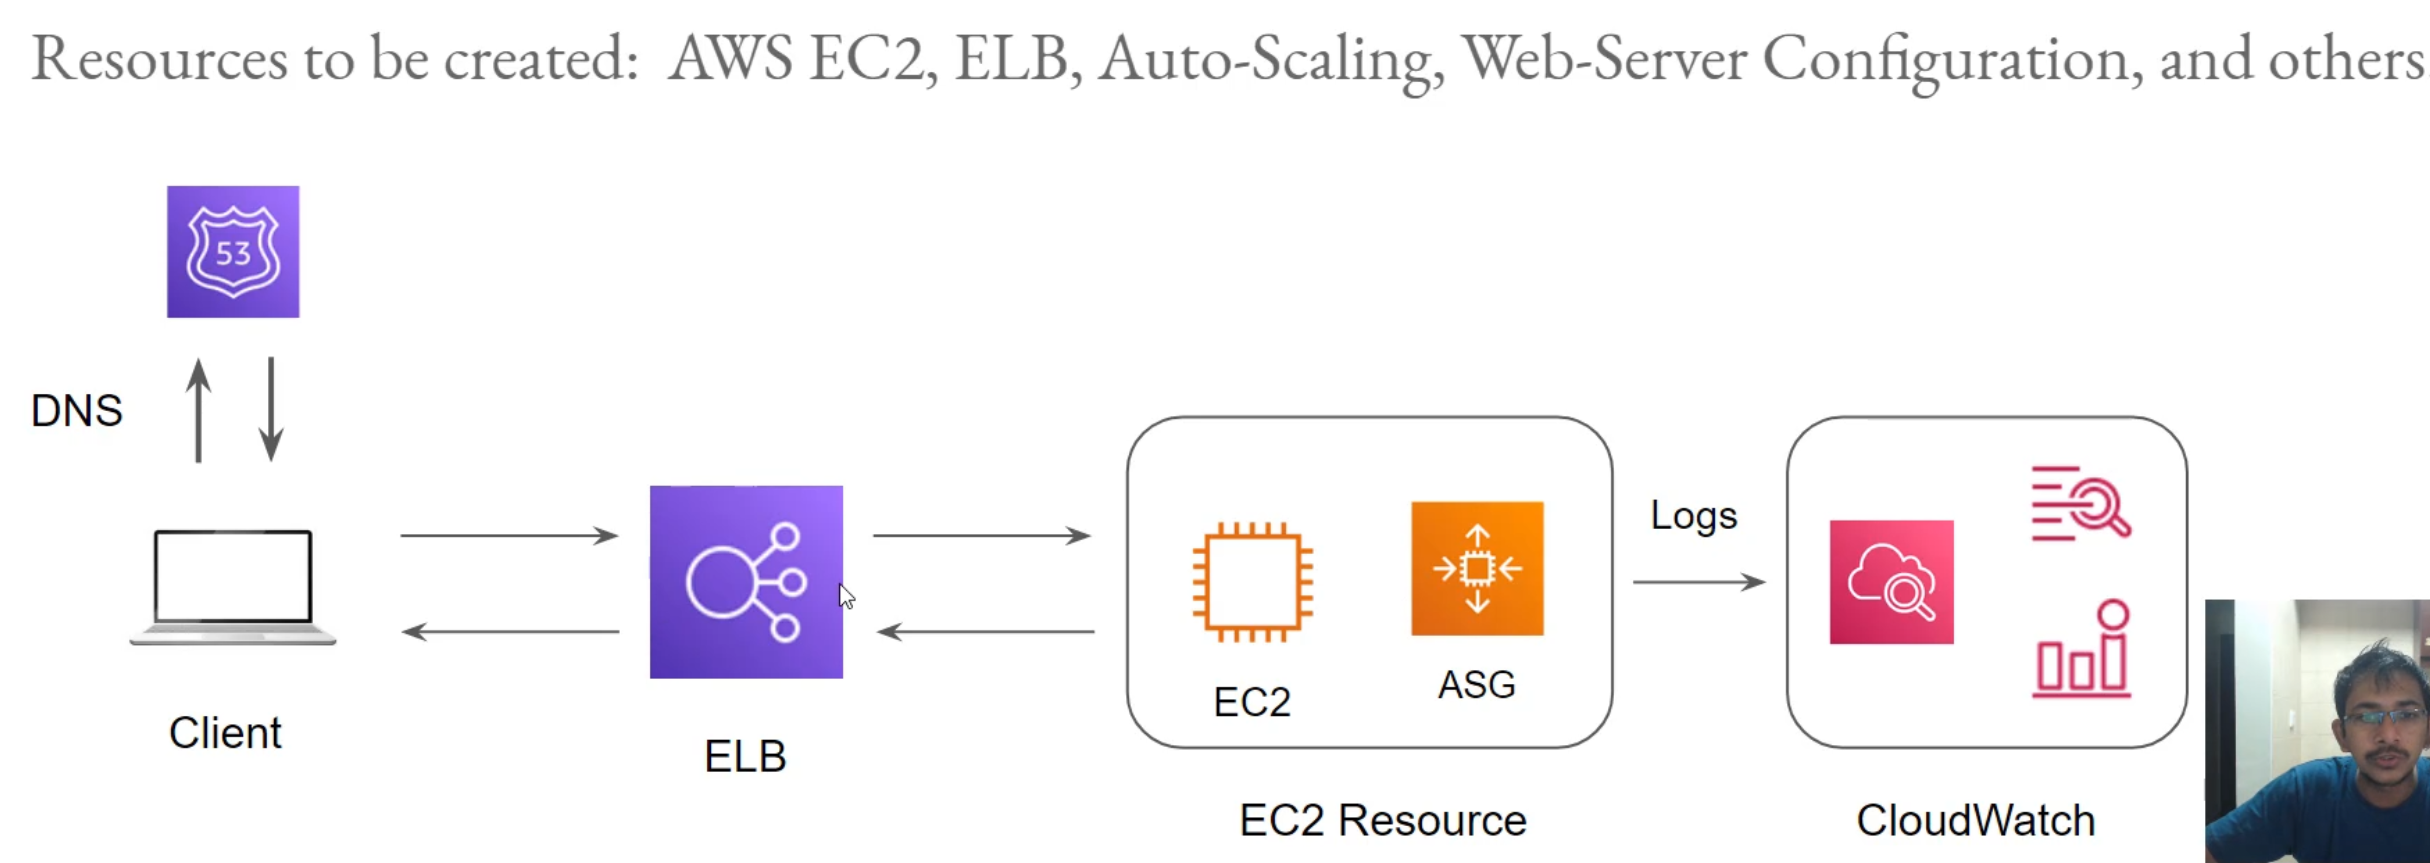 Resources to be created: AWS EC2, ELB, Auto-Scaling, Web-Server Configuration, and others.
53
DNS
Logs
EC2
ASG
Client
ELB
EC2 Resource
CloudWatch